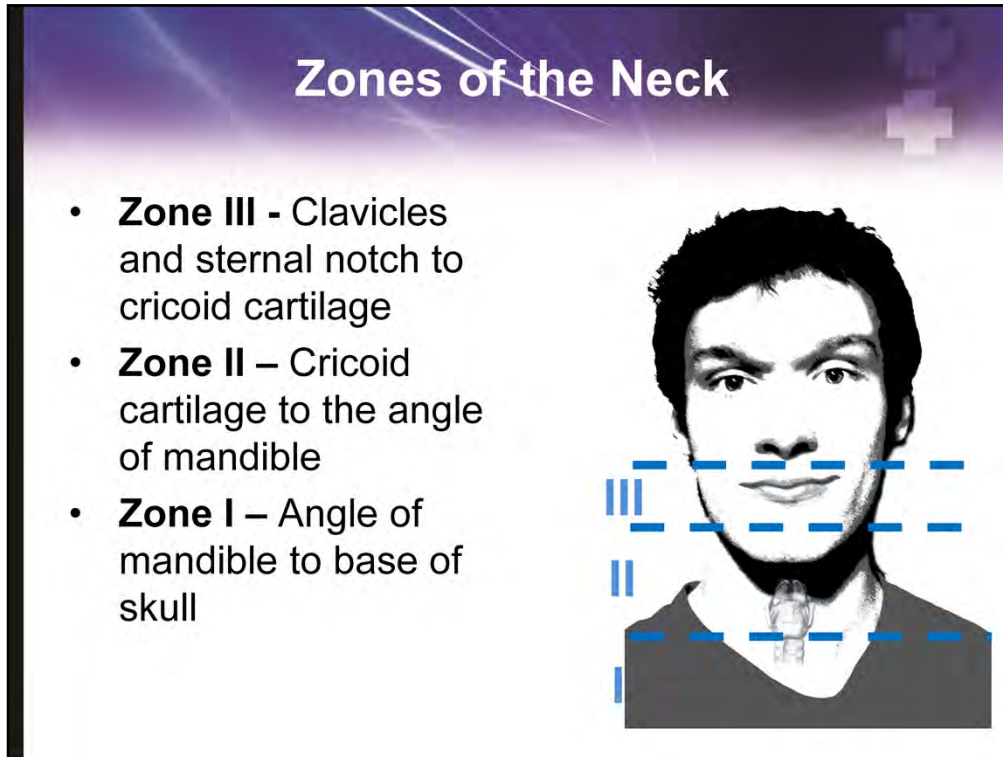 Zones of the Neck
• Zone III - Clavicles
and sternal notch to
cricoid cartilage
• Zone II – Cricoid
cartilage to the angle
of mandible
• Zone I – Angle of
mandible to base of
skull
III
II
I